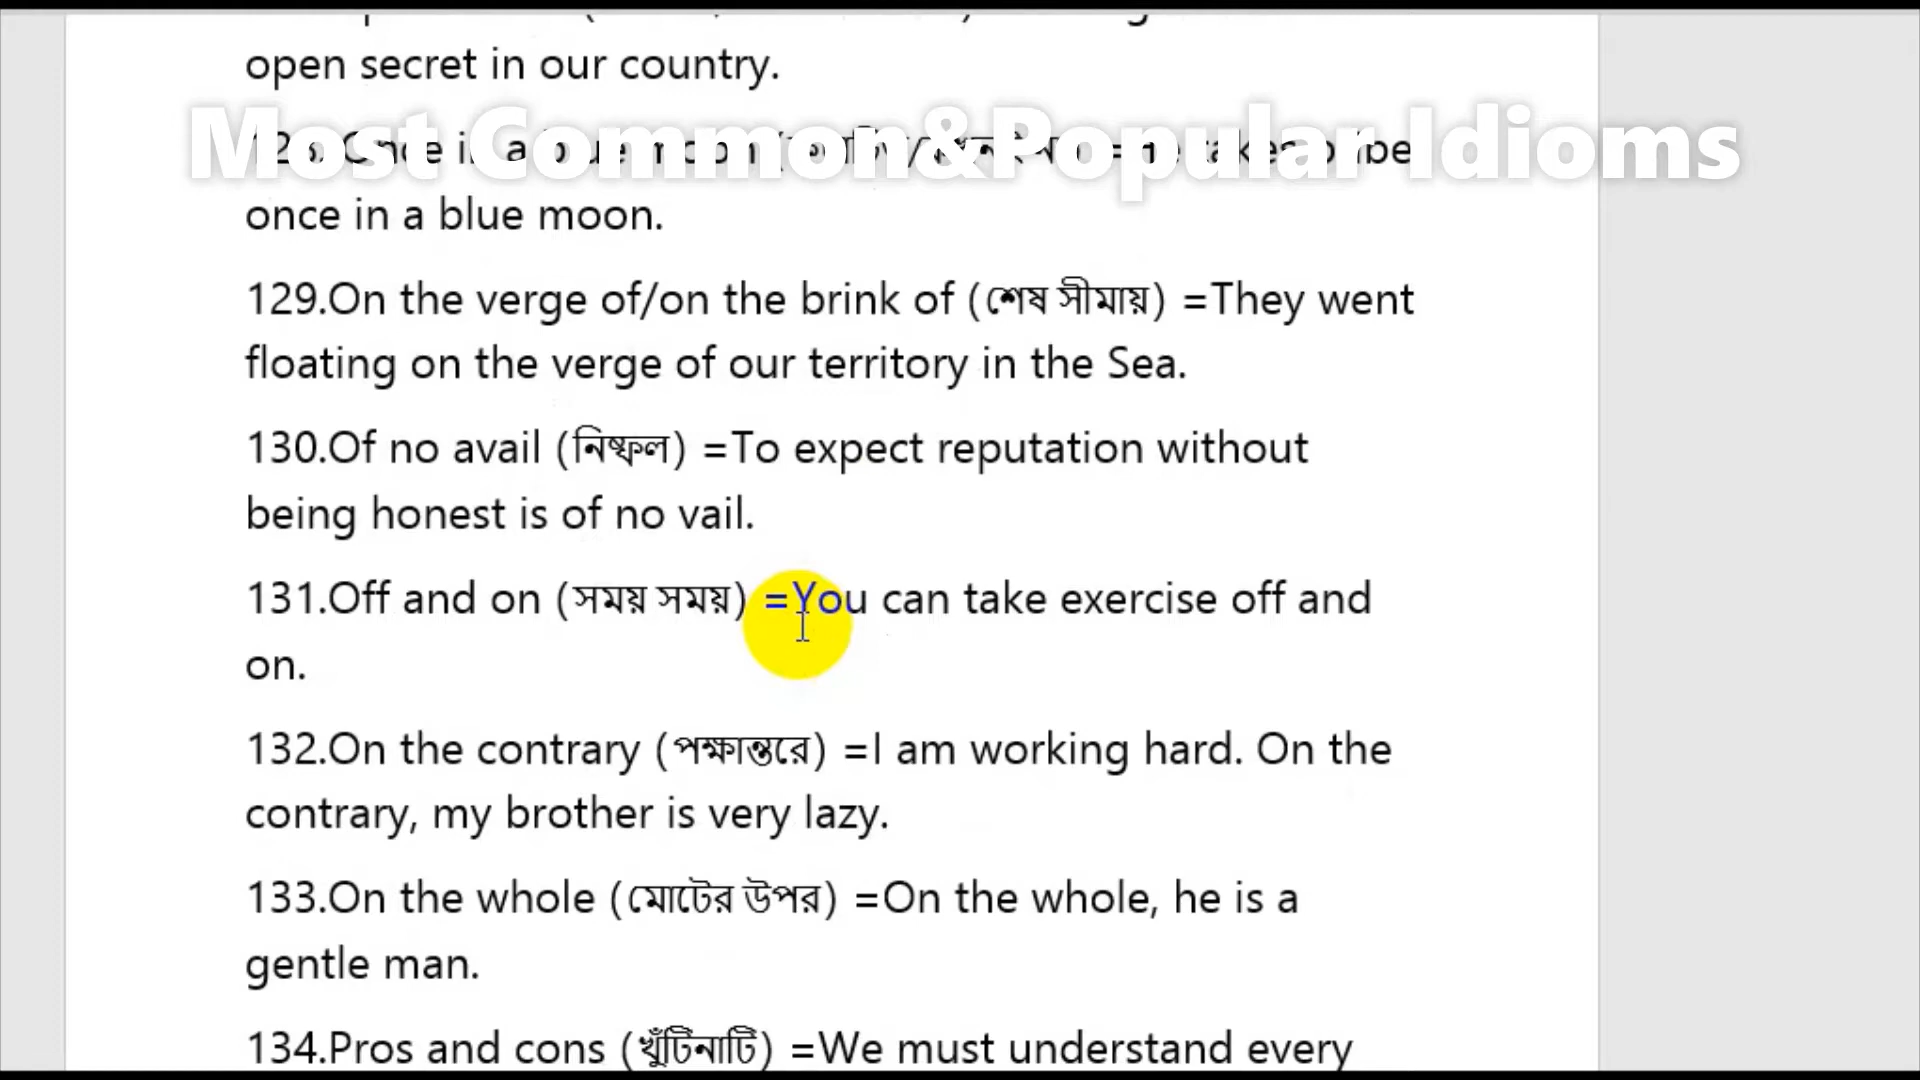 open secret in our country.
Most Common&Popular Idioms
Once in a blue moon be
once in a blue moon.
129.On the verge of/on the brink of (শেষ সীমায়) =They went
floating on the verge of our territory in the Sea.
130.Of no avail (নিষ্ফল) =To expect reputation without
being honest is of no vail.
131.Off and on (সময় সময়) =You can take exercise off and
on.
132.On the contrary (পক্ষান্তরে) =I am working hard. On the
contrary, my brother is very lazy.
133.On the whole (মোটের উপর) =On the whole, he is a
gentle man.
134.Pros and cons (খুঁটিনাটি) =We must understand every